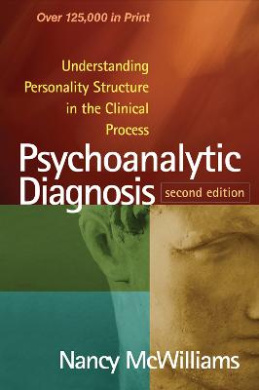 Over 125,000 in Print
Understanding
Personality Structure
in the Clinical
Process
Psychoanalytic
Diagnosis
second edition
Nancy McWilliams